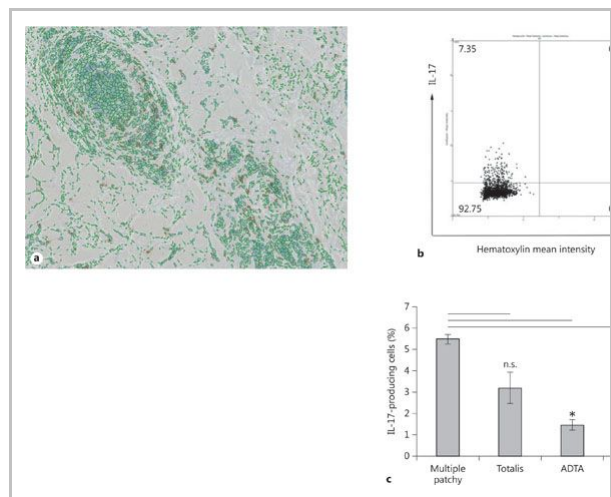 a
7.35
IL-17
92.75
Hematoxylin mean intensity
b
7
6
5
4
3
2
1
0
IL-17-producing cells (%)
n.s.
*
Multiple
patchy
Totalis
ADTA
c